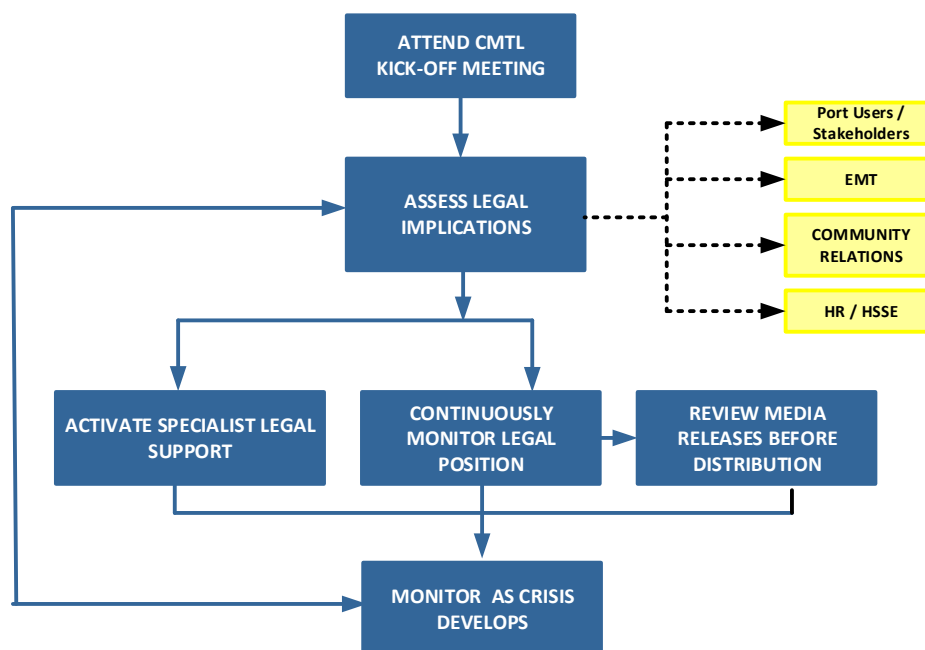 ATTEND CMTL
KICK-OFF MEETING
Port Users /
Stakeholders
EMT
ASSESS LEGAL
IMPLICATIONS
COMMUNITY
RELATIONS
HR / HSSE
ACTIVATE SPECIALIST LEGAL
SUPPORT
CONTINUOUSLY
MONITOR LEGAL
POSITION
REVIEW MEDIA
RELEASES BEFORE
DISTRIBUTION
MONITOR AS CRISIS
DEVELOPS